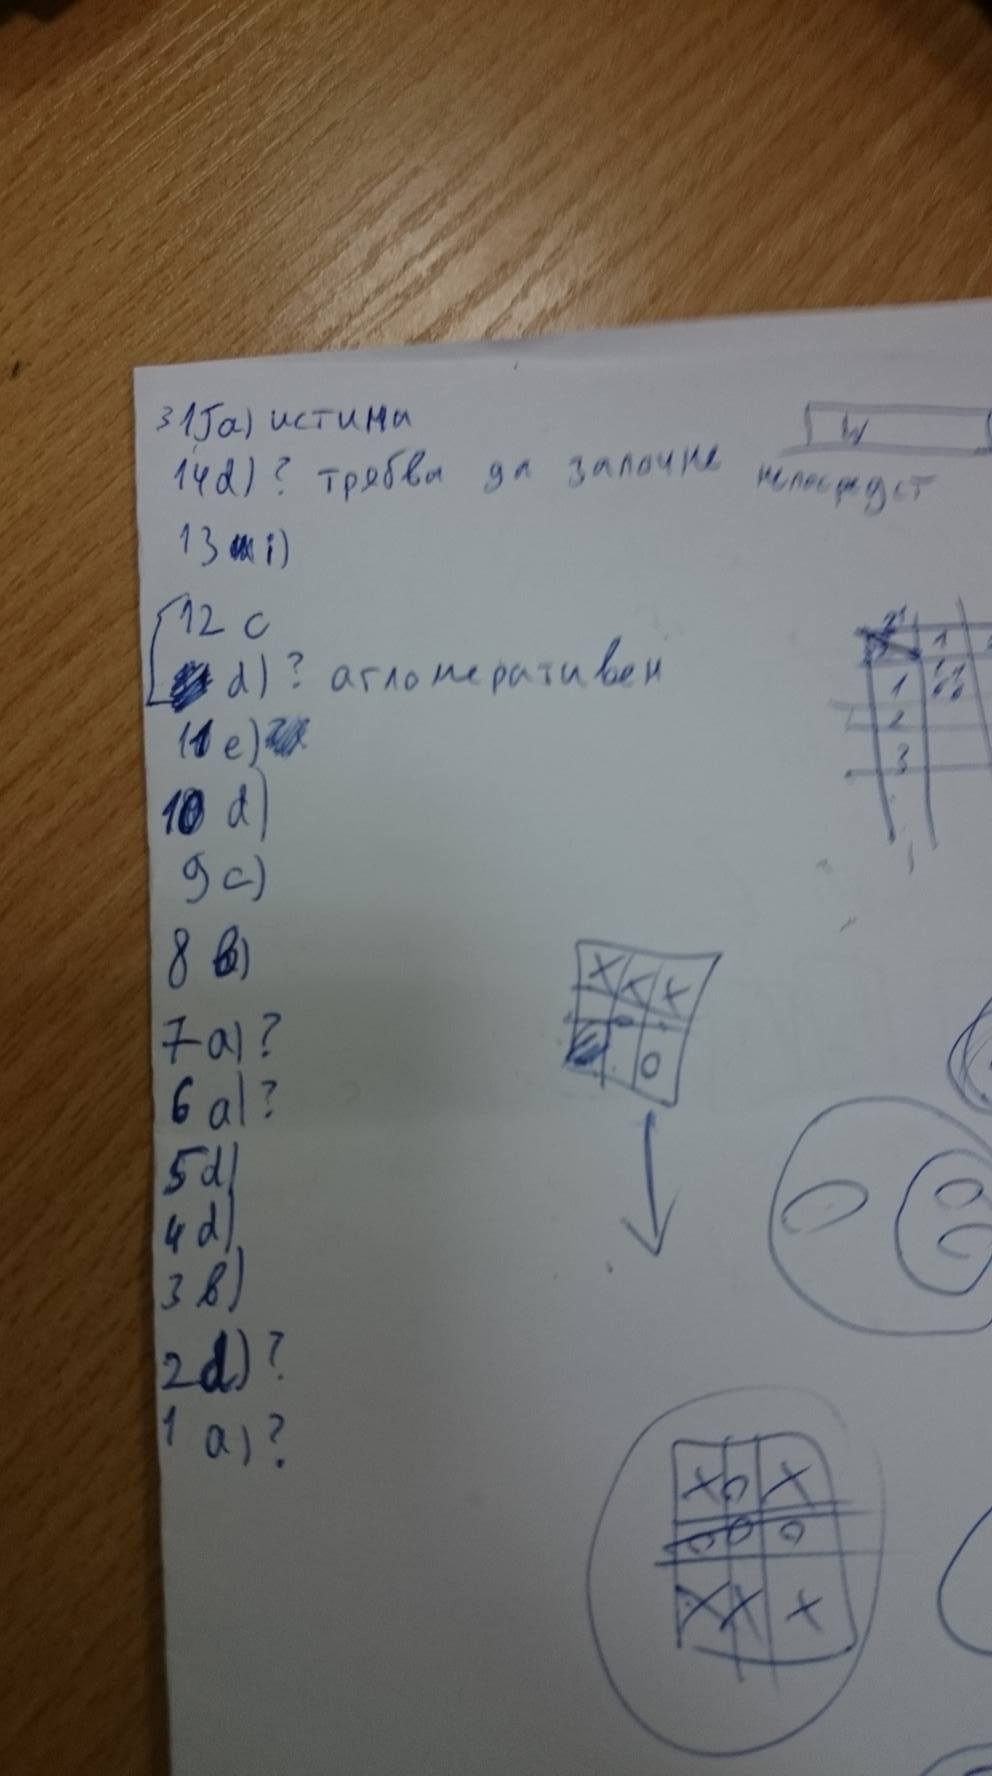 15a) истина
14d)? трябва да започне непосредст
W
13 i)
12 c
d)? агломеративен
11 e)
10 d)
9 c)
8 b)
7 a)?
6 a)?
5 d)
4 d)
3 b)
2 d)?
1 a)?
1
1
2
3
X X X
O
X O X
O O O
X X X